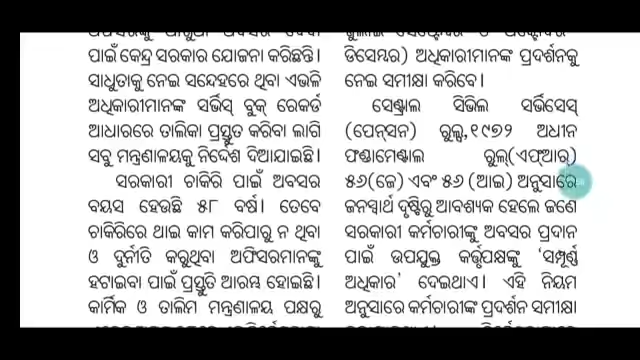 ପାଇଁ କେନ୍ଦ୍ର ସରକାର ଯୋଜନା କରିଛନ୍ତି।
ସାଧୁତାକୁ ନେଇ ସନ୍ଦେହରେ ଥିବା ଏଭଳି
ଅଧିକାରୀମାନଙ୍କ ସର୍ଭିସ୍ ବୁକ୍ ରେକର୍ଡ
ଆଧାରରେ ତାଲିକା ପ୍ରସ୍ତୁତ କରିବା ଲାଗି
ସବୁ ମନ୍ତ୍ରଣାଳୟକୁ ନିର୍ଦ୍ଦେଶ ଦିଆଯାଇଛି।
ସରକାରୀ ଚାକିରି ପାଇଁ ଅବସର
ବୟସ ହେଉଛି ୫୮ ବର୍ଷ। ତେବେ
ଚାକିରିରେ ଥାଇ କାମ କରିପାରୁ ନ ଥିବା
ଓ ଦୁର୍ନୀତି କରୁଥିବା ଅଫିସରମାନଙ୍କୁ
ହଟାଇବା ପାଇଁ ପ୍ରସ୍ତୁତି ଆରମ୍ଭ ହୋଇଛି।
କାର୍ମିକ ଓ ତାଲିମ ମନ୍ତ୍ରଣାଳୟ ପକ୍ଷରୁ
ଡିସେମ୍ବର) ଅଧିକାରୀମାନଙ୍କ ପ୍ରଦର୍ଶନକୁ
ନେଇ ସମୀକ୍ଷା କରିବେ।
ସେଣ୍ଟ୍ରାଲ ସିଭିଲ ସର୍ଭିସେସ୍
(ପେନ୍‌ସନ) ରୁଲ୍ସ,୧୯୭୨ ଅଧୀନ
ଫଣ୍ଡାମେଣ୍ଟାଲ ରୁଲ୍(ଏଫ୍ଆର୍)
୫୬(ଜେ) ଏବଂ ୫୬ (ଆଇ) ଅନୁସାରେ
ଜନସ୍ୱାର୍ଥ ଦୃଷ୍ଟିରୁ ଆବଶ୍ୟକ ହେଲେ ଜଣେ
ସରକାରୀ କର୍ମଚାରୀଙ୍କୁ ଅବସର ପ୍ରଦାନ
ପାଇଁ ଉପଯୁକ୍ତ କର୍ତ୍ତୃପକ୍ଷଙ୍କୁ ‘ସମ୍ପୂର୍ଣ୍ଣ
ଅଧିକାର’ ଦେଇଥାଏ। ଏହି ନିୟମ
ଅନୁସାରେ କର୍ମଚାରୀଙ୍କ ପ୍ରଦର୍ଶନ ସମୀକ୍ଷା